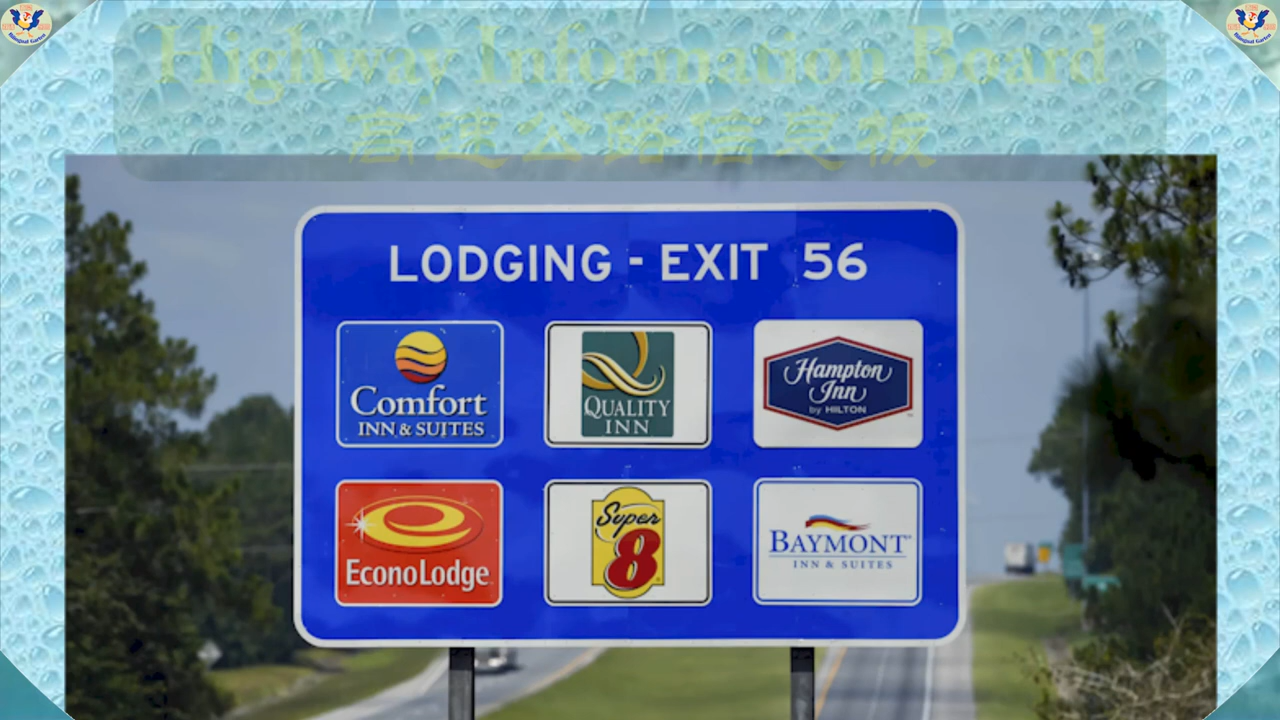 Highway Information Board
高速公路信息板
LODGING - EXIT 56
Comfort
INN & SUITES
QUALITY
INN
Hampton
Inn
by HILTON
EconoLodge
Super
8
BAYMONT
INN & SUITES